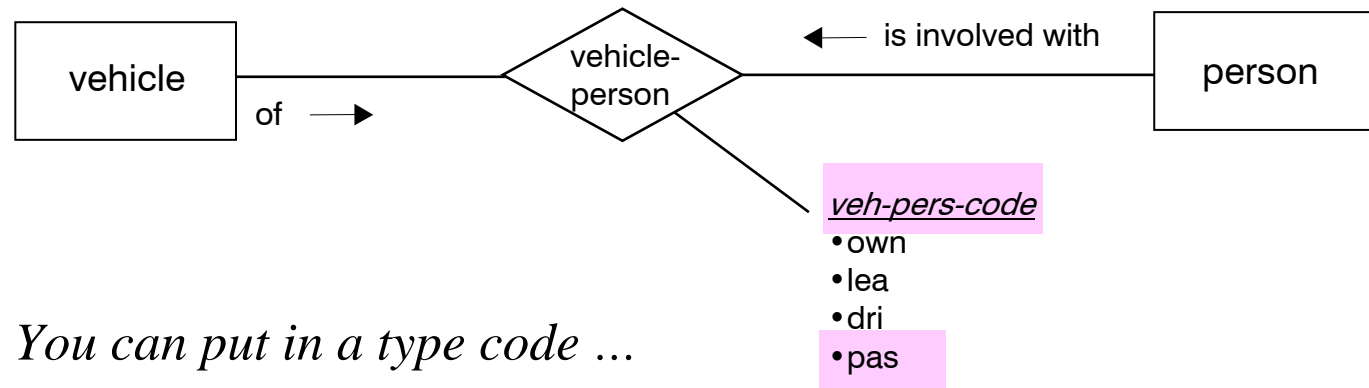 vehicle
of
vehicle-
person
is involved with
person
veh-pers-code
•own
•lea
•dri
•pas
You can put in a type code ...